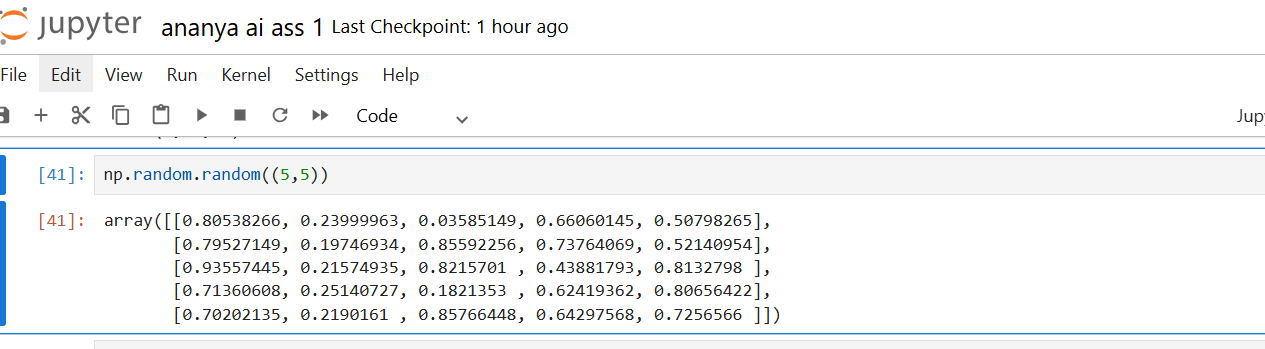 jupyter ananya ai ass 1 Last Checkpoint: 1 hour ago
File Edit View Run Kernel Settings Help
Code
[41]: np.random.random((5,5))
[41]: array([[0.80538266, 0.23999963, 0.03585149, 0.66060145, 0.50798265],
[0.79527149, 0.19746934, 0.85592256, 0.73764069, 0.52140954],
[0.93557445, 0.21574935, 0.8215701 , 0.43881793, 0.8132798 ],
[0.71360608, 0.25140727, 0.1821353 , 0.62419362, 0.80656422],
[0.70202135, 0.2190161 , 0.85766448, 0.64297568, 0.7256566 ]])